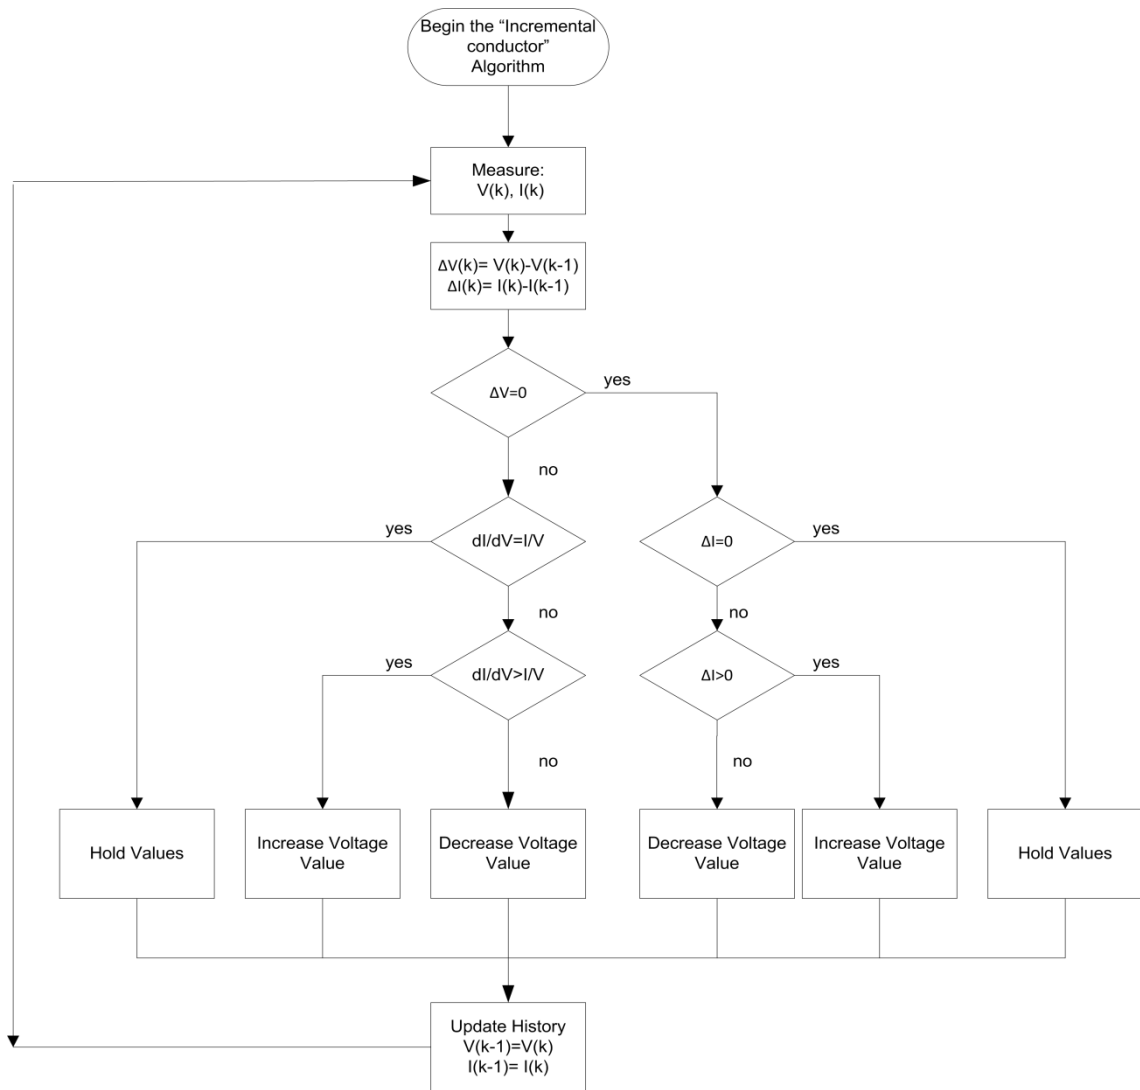 Begin the “Incremental
conductor”
Algorithm
Measure:
V(k), I(k)
ΔV(k)= V(k)-V(k-1)
ΔI(k)= I(k)-I(k-1)
ΔV=0
yes
no
yes
dI/dV=I/V
ΔI=0
yes
no
no
yes
dI/dV>I/V
ΔI>0
yes
no
no
Hold Values
Increase Voltage
Value
Decrease Voltage
Value
Decrease Voltage
Value
Increase Voltage
Value
Hold Values
Update History
V(k-1)=V(k)
I(k-1)= I(k)